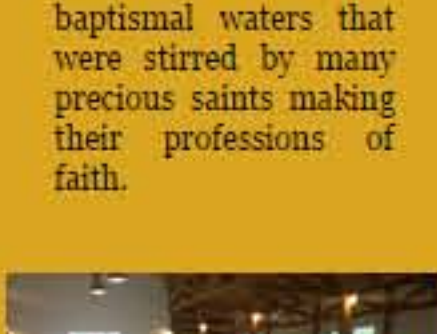 baptismal waters that
were stirred by many
precious saints making
their professions of
faith.